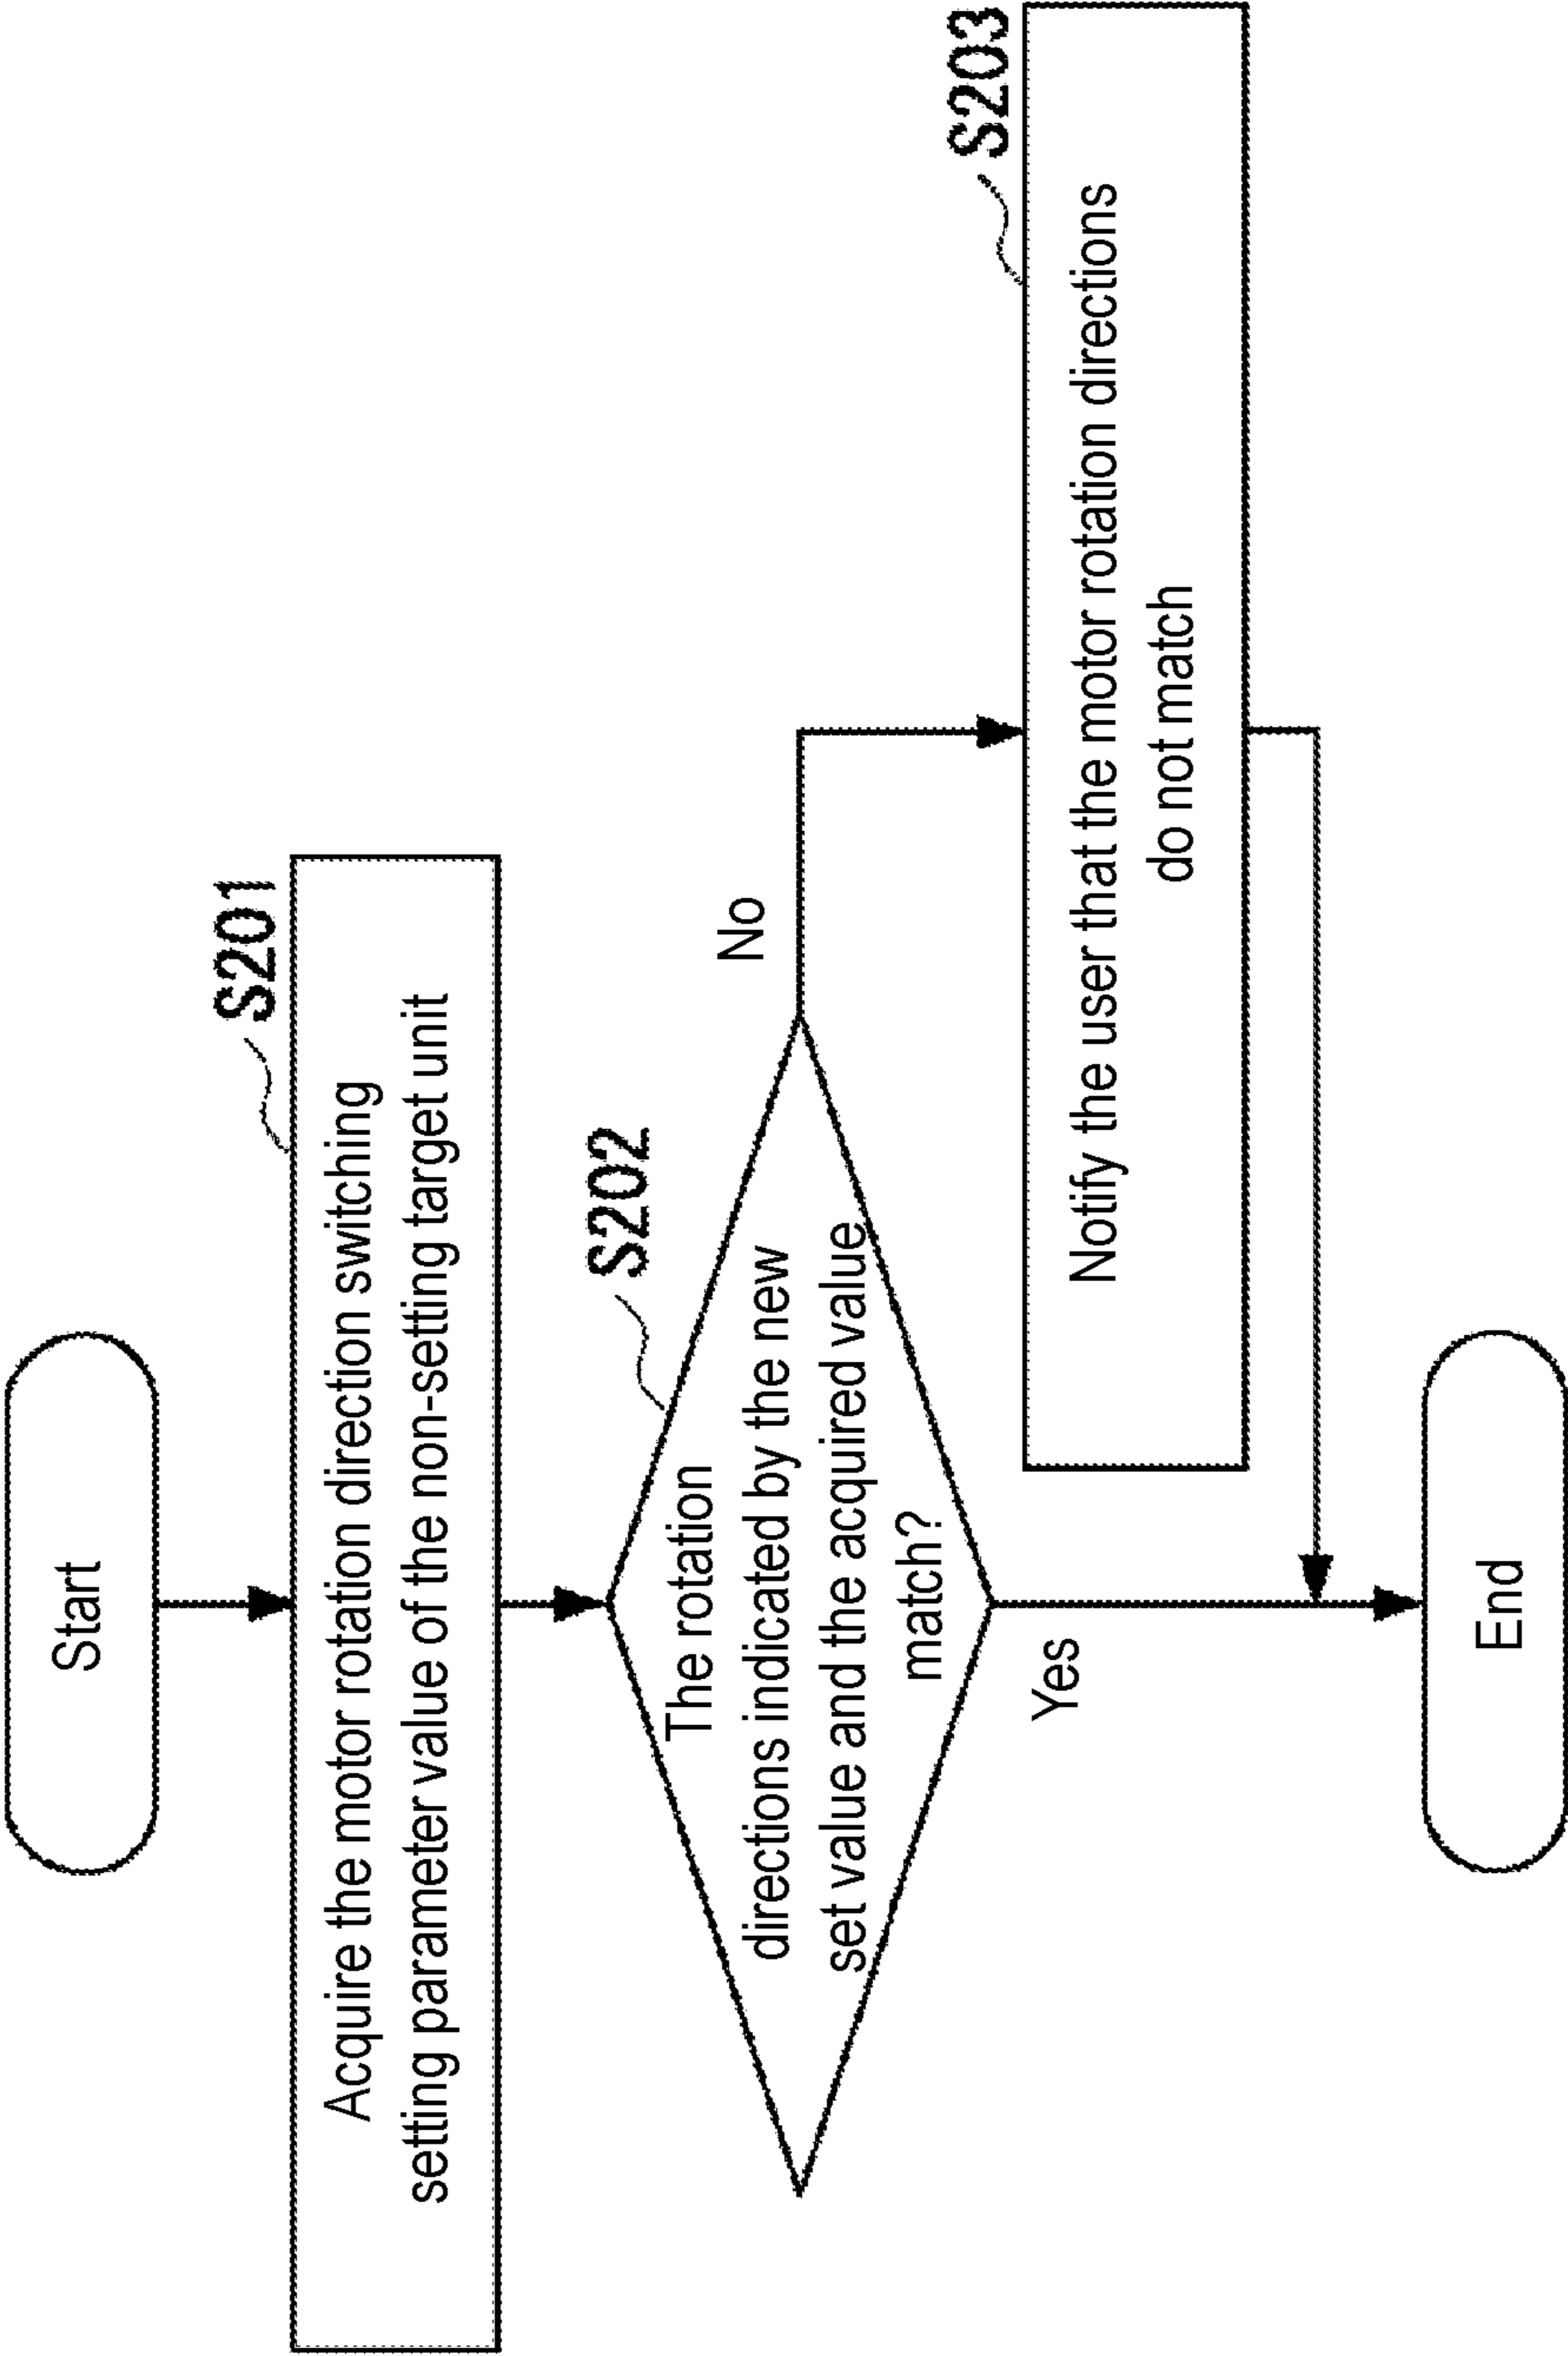 Start
S201
Acquire the motor rotation direction switching
setting parameter value of the non-setting target unit
S202
The rotation
directions indicated by the new
set value and the acquired value
match?
No
Yes
S203
Notify the user that the motor rotation directions
do not match
End